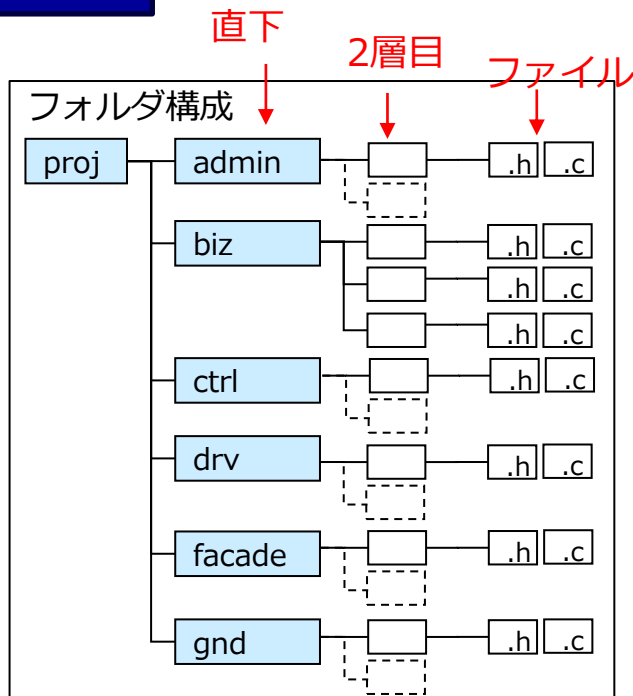 直下
2層目
ファイル
フォルダ構成
proj
admin
.h .c
biz
.h .c
.h .c
.h .c
ctrl
.h .c
drv
.h .c
facade
.h .c
gnd
.h .c